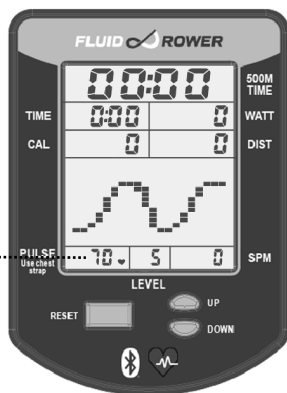 FLUID ROWER
00:00 500M TIME
TIME 0:00 0 WATT
CAL 0 0 DIST
PULSE Use chest strap 70 5 0 SPM
LEVEL
RESET UP
DOWN